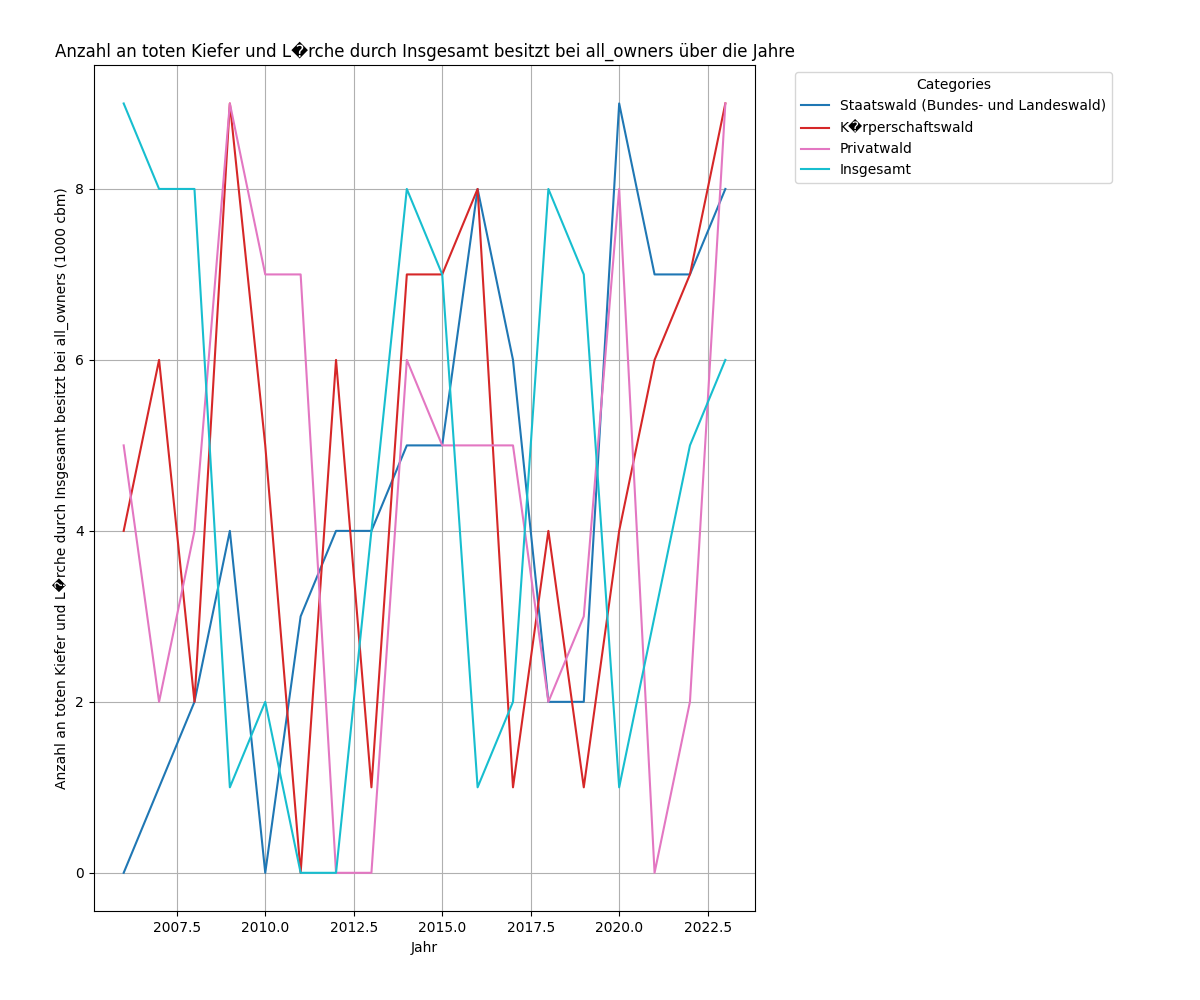 Anzahl an toten Kiefer und L�rche durch Insgesamt besitzt bei all_owners über die Jahre
Categories
Staatswald (Bundes- und Landeswald)
K�rperschaftswald
Privatwald
Insgesamt
Anzahl an toten Kiefer und L�rche durch Insgesamt besitzt bei all_owners (1000 cbm)
8
6
4
2
0
2007.5 2010.0 2012.5 2015.0 2017.5 2020.0 2022.5
Jahr